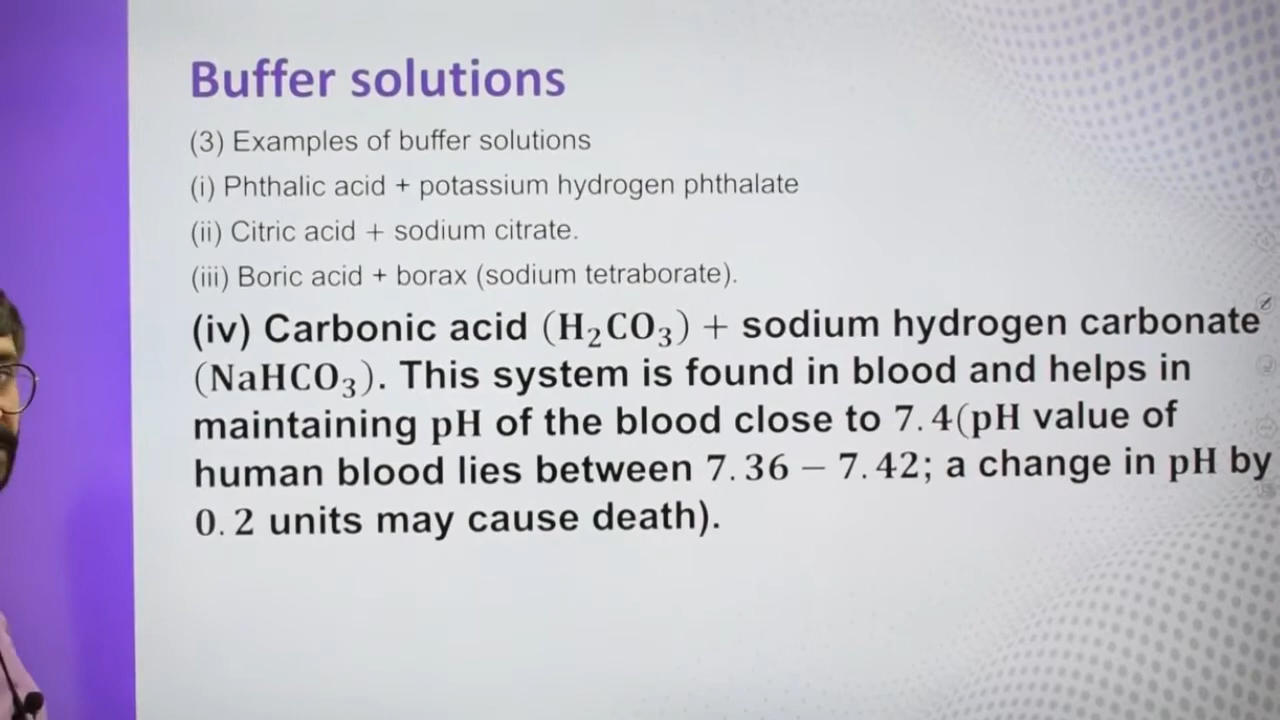 Buffer solutions
(3) Examples of buffer solutions
(i) Phthalic acid + potassium hydrogen phthalate
(ii) Citric acid + sodium citrate.
(iii) Boric acid + borax (sodium tetraborate).
(iv) Carbonic acid (H₂CO₃) + sodium hydrogen carbonate
(NaHCO₃). This system is found in blood and helps in
maintaining pH of the blood close to 7.4(pH value of
human blood lies between 7.36 – 7.42; a change in pH by
0.2 units may cause death).